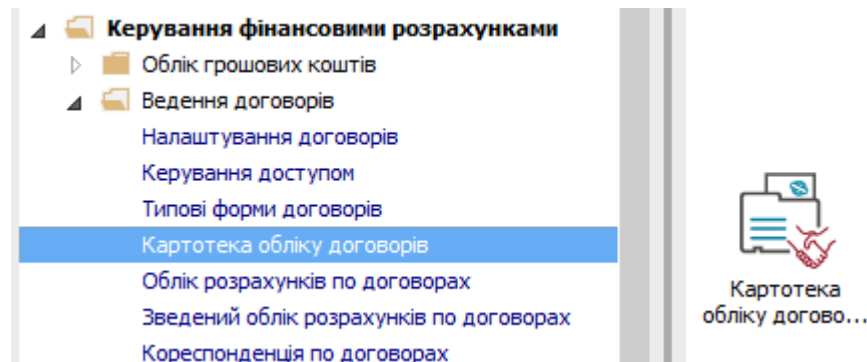 Керування фінансовими розрахунками
Облік грошових коштів
Ведення договорів
Налаштування договорів
Керування доступом
Типові форми договорів
Картотека обліку договорів
Облік розрахунків по договорах
Зведений облік розрахунків по договорах
Кореспонденція по договорах
Картотека
обліку догово...